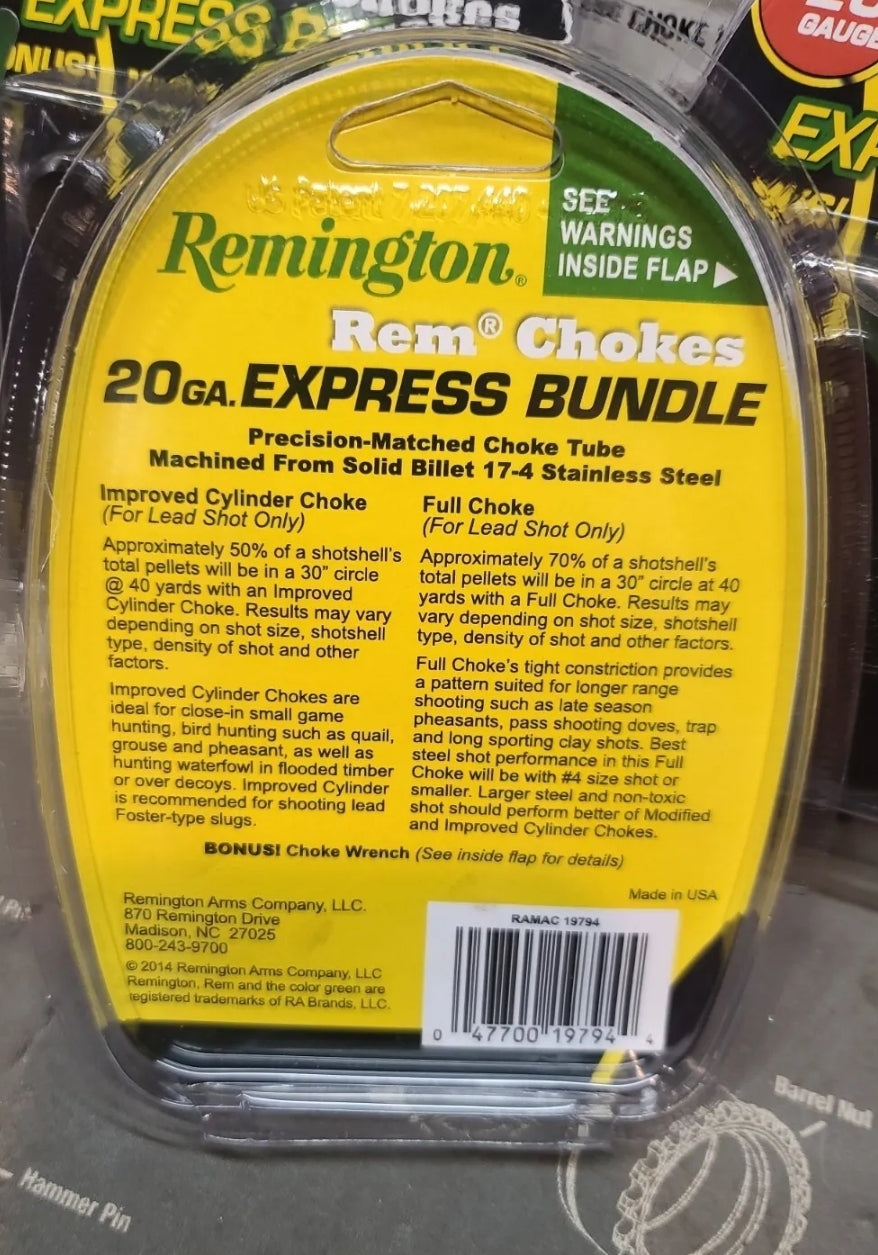 EXPRESS B
CHOKE
GAUGE
EXP
US Patent 7,207,440
SEE
WARNINGS
INSIDE FLAP
Remington®
Rem® Chokes
20GA. EXPRESS BUNDLE
Precision-Matched Choke Tube
Machined From Solid Billet 17-4 Stainless Steel
Improved Cylinder Choke
(For Lead Shot Only)
Approximately 50% of a shotshell's
total pellets will be in a 30" circle
@ 40 yards with an Improved
Cylinder Choke. Results may vary
depending on shot size, shotshell
type, density of shot and other
factors.
Improved Cylinder Chokes are
ideal for close-in small game
hunting, bird hunting such as quail,
grouse and pheasant, as well as
hunting waterfowl in flooded timber
or over decoys. Improved Cylinder
is recommended for shooting lead
Foster-type slugs.
Full Choke
(For Lead Shot Only)
Approximately 70% of a shotshell's
total pellets will be in a 30" circle at 40
yards with a Full Choke. Results may
vary depending on shot size, shotshell
type, density of shot and other factors.
Full Choke's tight constriction provides
a pattern suited for longer range
shooting such as late season
pheasants, pass shooting doves, trap
and long sporting clay shots. Best
steel shot performance in this Full
Choke will be with #4 size shot or
smaller. Larger steel and non-toxic
shot should perform better of Modified
and Improved Cylinder Chokes.
BONUS! Choke Wrench (See inside flap for details)
Made in USA
Remington Arms Company, LLC.
870 Remington Drive
Madison, NC 27025
800-243-9700
© 2014 Remington Arms Company, LLC
Remington, Rem and the color green are
registered trademarks of RA Brands, LLC.
RAMAC 19794
0 47700 19794 4
Barrel Nut
Hammer Pin